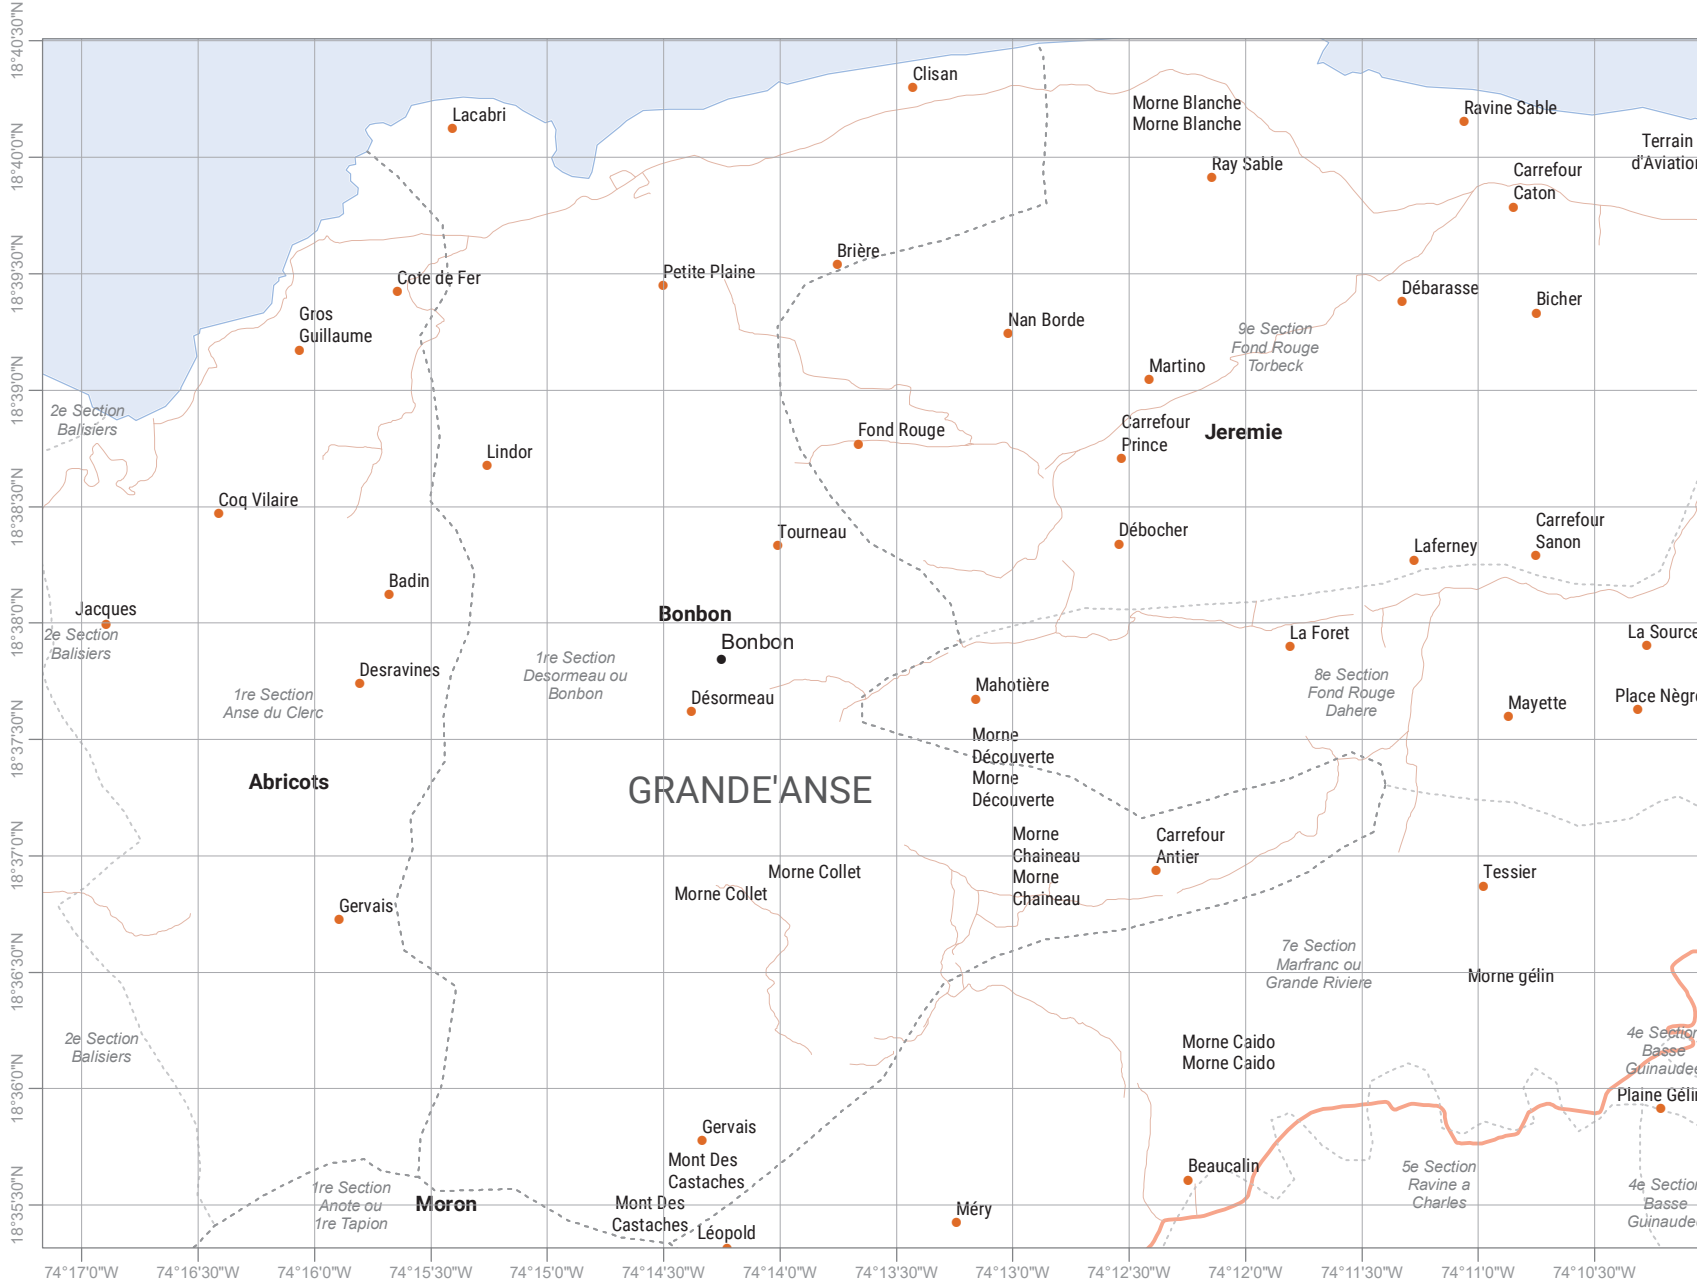 18°40'30"N
Clisan
Lacabri
Morne Blanche
Morne Blanche
Ravine Sable
Terrain
d'Aviation
18°40'0"N
Ray Sable
Carrefour
Caton
Brière
18°39'30"N
Cote de Fer
Petite Plaine
Débarasse
Bicher
Gros
Guillaume
Nan Borde
9e Section
Fond Rouge
Torbeck
Martino
18°39'0"N
2e Section
Balisiers
Fond Rouge
Carrefour
Prince
Jeremie
Lindor
18°38'30"N
Coq Vilaire
Tourneau
Débocher
Carrefour
Sanon
Laferney
Badin
18°38'0"N
Jacques
2e Section
Balisiers
Bonbon
Bonbon
La Foret
La Source
1re Section
Desormeau ou
Bonbon
Desravines
1re Section
Anse du Clerc
Désormeau
Mahotière
8e Section
Fond Rouge
Dahere
Mayette
Place Nègre
18°37'30"N
Morne
Découverte
Morne
Découverte
Abricots
GRANDE'ANSE
18°37'0"N
Morne
Chaineau
Morne
Chaineau
Carrefour
Antier
Morne Collet
Morne Collet
Tessier
Gervais
18°36'30"N
7e Section
Marfranc ou
Grande Riviere
Morne gélin
2e Section
Balisiers
Morne Caido
Morne Caido
4e Section
Basse
Guinaudee
18°36'0"N
Plaine Gélin
Gervais
Mont Des
Castaches
Beaucalin
5e Section
Ravine a
Charles
18°35'30"N
1re Section
Anote ou
1re Tapion
Moron
Mont Des
Castaches
Léopold
Méry
4e Section
Basse
Guinaudee
74°17'0"W 74°16'30"W 74°16'0"W 74°15'30"W 74°15'0"W 74°14'30"W 74°14'0"W 74°13'30"W 74°13'0"W 74°12'30"W 74°12'0"W 74°11'30"W 74°11'0"W 74°10'30"W